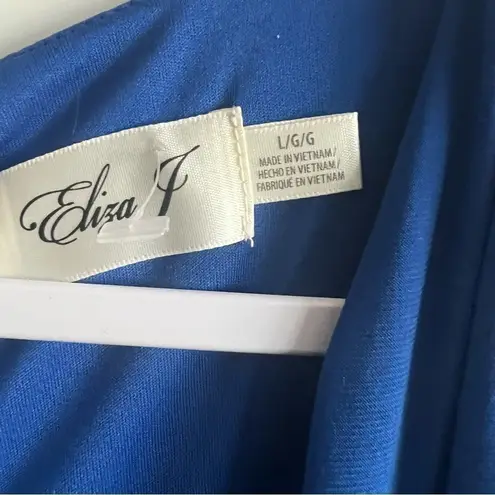 Eliza J
L/G/G
MADE IN VIETNAM/
HECHO EN VIETNAM/
FABRIQUÉ EN VIETNAM